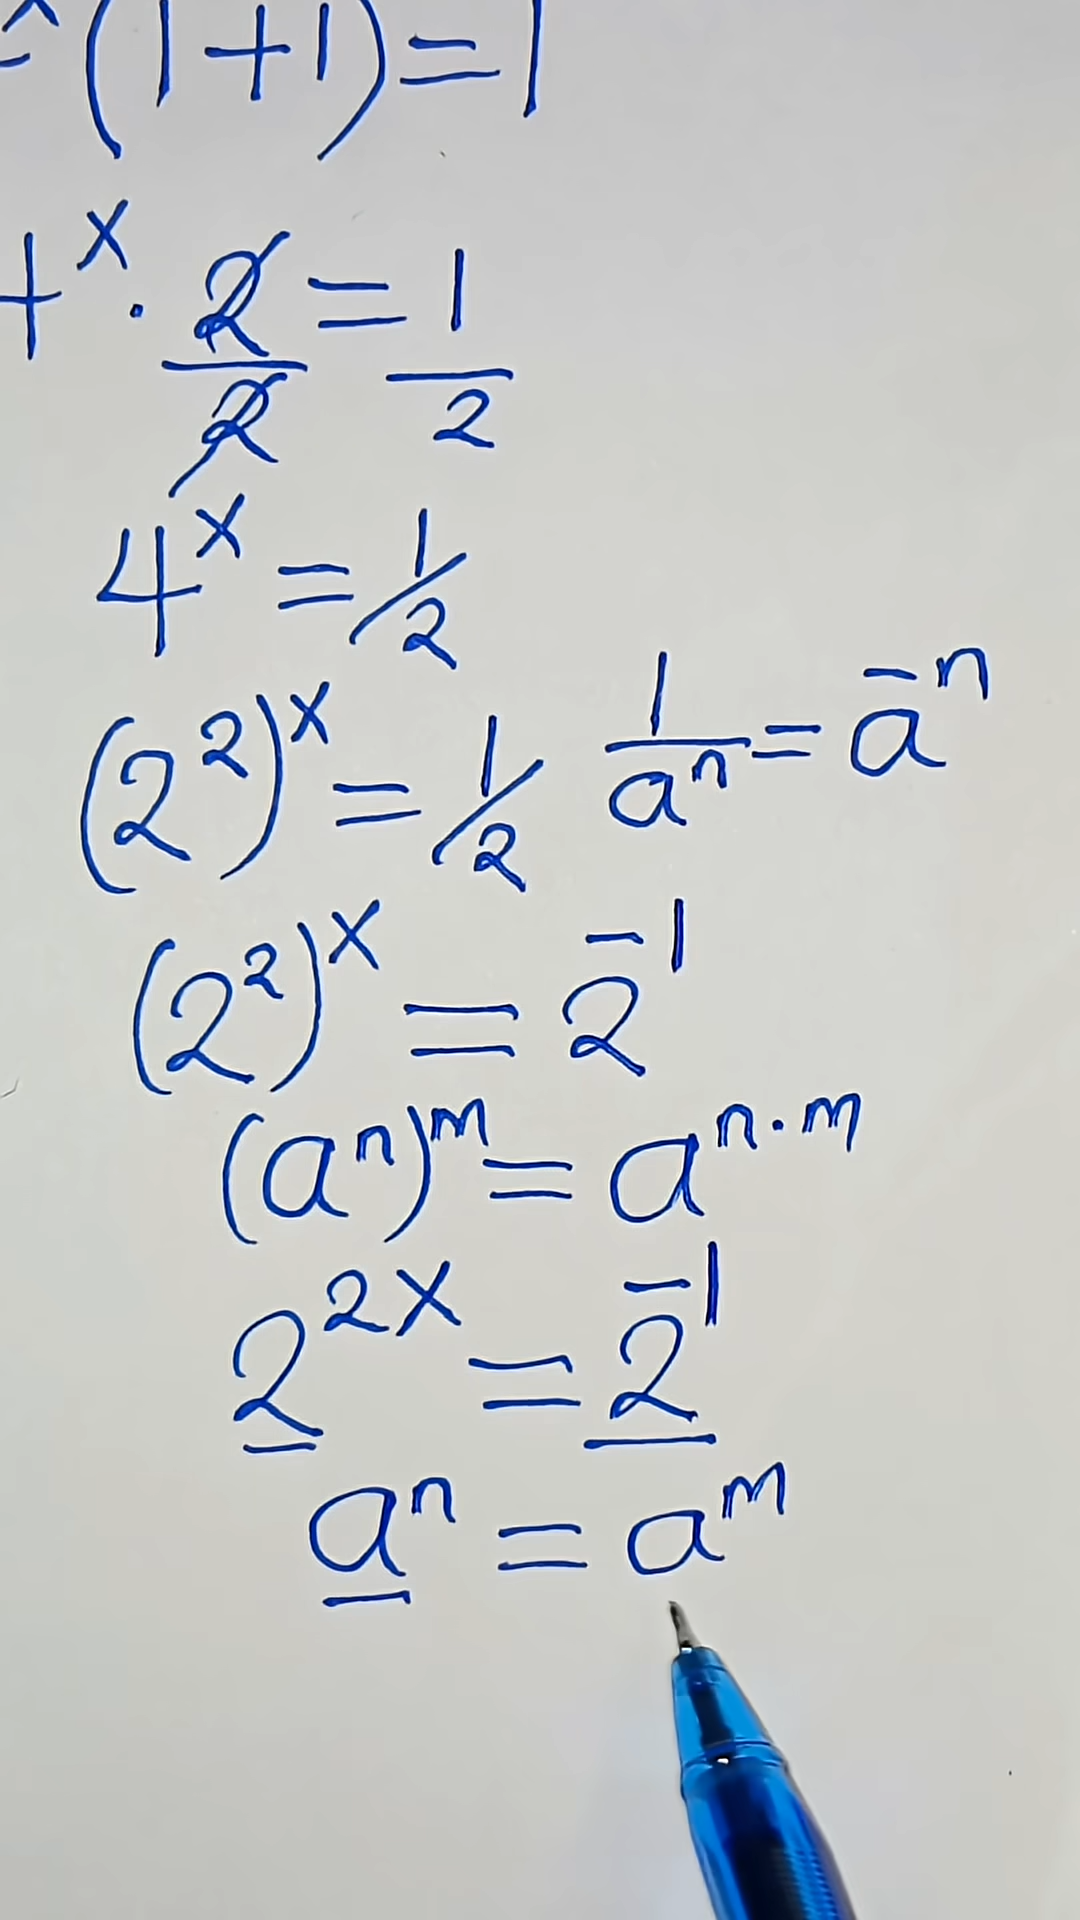 (1+1)=1
x · 2/2 = 1/2
4^x = 1/2
(2^2)^x = 1/2 1/a^n = a^-n
(2^2)^x = 2^-1
(a^n)^m = a^n·m
2^2x = 2^-1
a^n = a^m